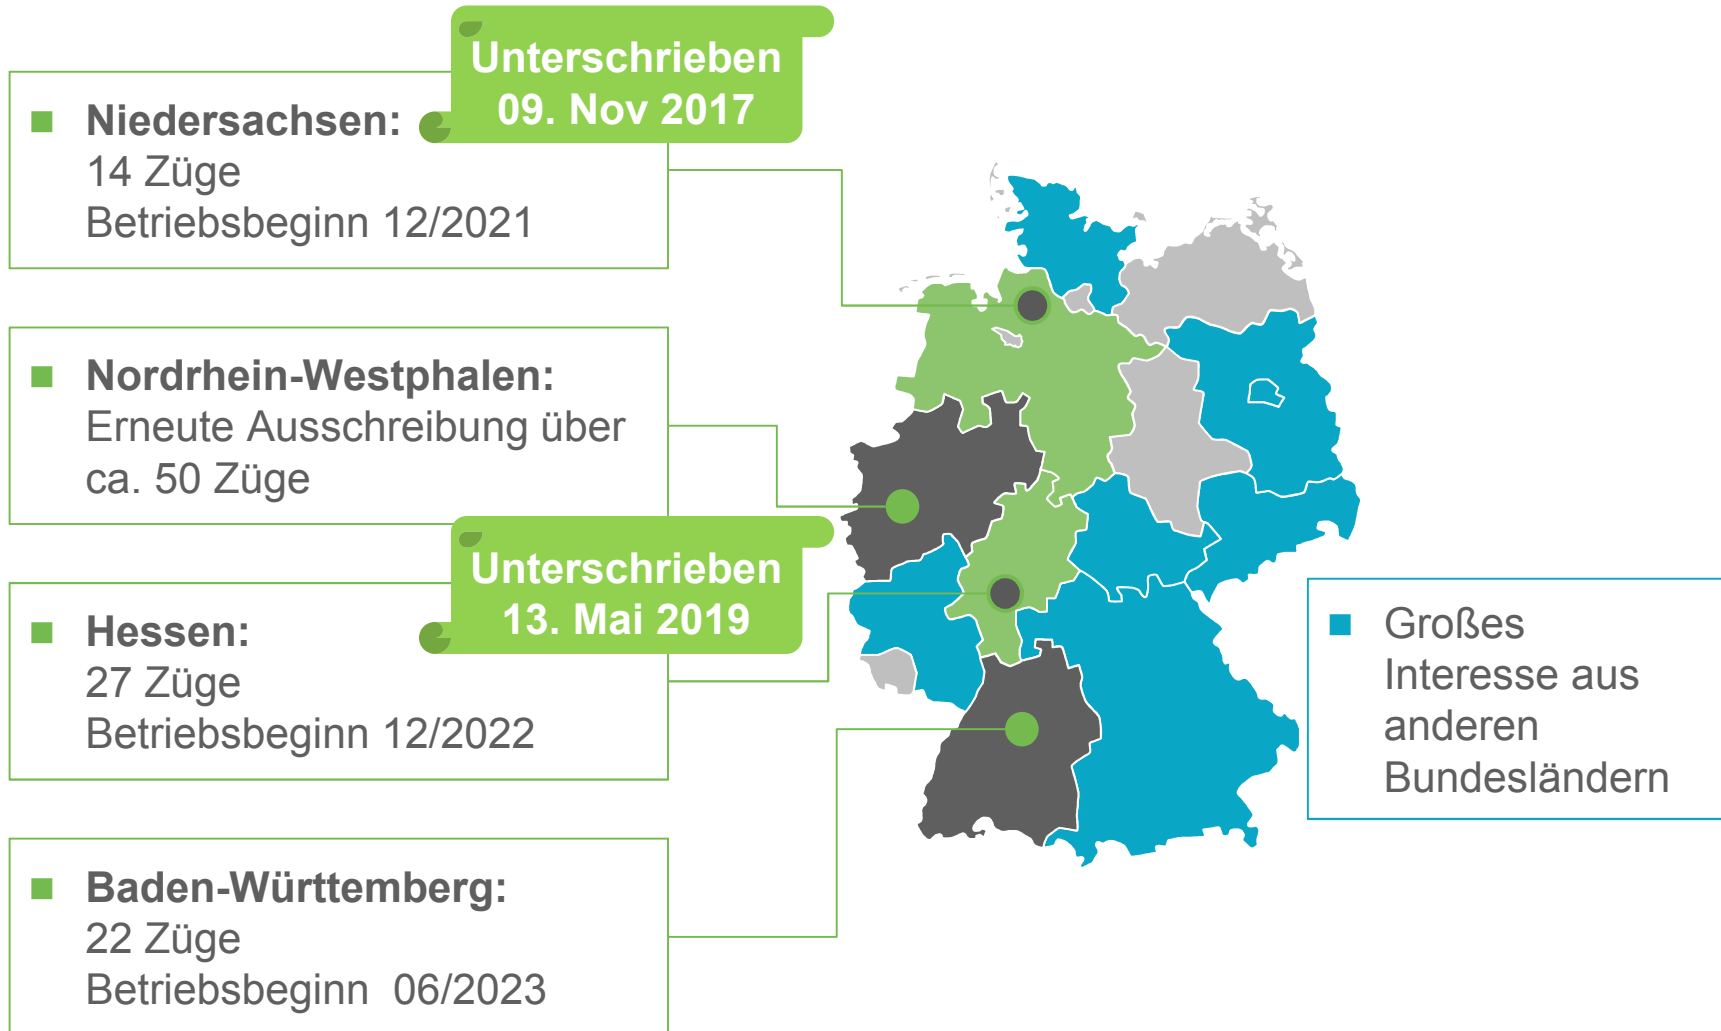 Unterschrieben
09. Nov 2017
Niedersachsen:
14 Züge
Betriebsbeginn 12/2021
Nordrhein-Westphalen:
Erneute Ausschreibung über
ca. 50 Züge
Unterschrieben
13. Mai 2019
Hessen:
27 Züge
Betriebsbeginn 12/2022
Baden-Württemberg:
22 Züge
Betriebsbeginn 06/2023
Großes
Interesse aus
anderen
Bundesländern